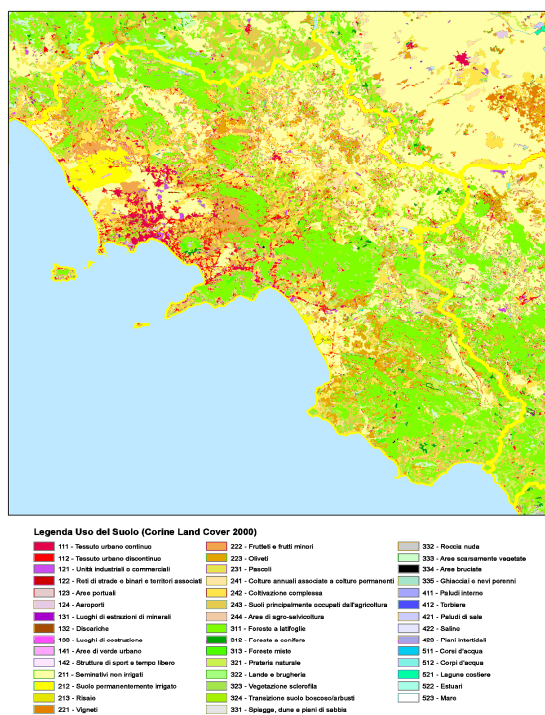 Legenda Uso del Suolo (Corine Land Cover 2000)
111 - Tessuto urbano continuo
112 - Tessuto urbano discontinuo
121 - Unità industriali o commerciali
122 - Reti di strade e binari e territori associati
123 - Aree portuali
124 - Aeroporti
131 - Luoghi di estrazioni di minerali
132 - Discariche
133 - Luoghi di costruzione
141 - Aree di verde urbano
142 - Strutture di sport e tempo libero
211 - Seminativi non irrigati
212 - Suolo permanentemente irrigato
213 - Risaie
221 - Vigneti
222 - Frutteti e frutti minori
223 - Oliveti
231 - Pascoli
241 - Colture annuali associate a colture permanenti
242 - Coltivazione complessa
243 - Suoli principalmente occupati dall'agricoltura
244 - Aree di agro-selvicoltura
311 - Foreste a latifoglie
312 - Foreste a conifere
313 - Foreste miste
321 - Praterie naturali
322 - Lande e brugheria
323 - Vegetazione sclerofila
324 - Transizione suolo boscoso/arbusti
331 - Spiagge, dune e piani di sabbia
332 - Roccia nuda
333 - Aree scarsamente vegetate
334 - Aree bruciate
335 - Ghiacci e nevi perenni
411 - Paludi interne
412 - Torbiere
421 - Paludi di sale
422 - Saline
423 - Piani intertidali
511 - Corsi d'acqua
512 - Corpi d'acqua
521 - Lagune costiere
522 - Estuari
523 - Mare